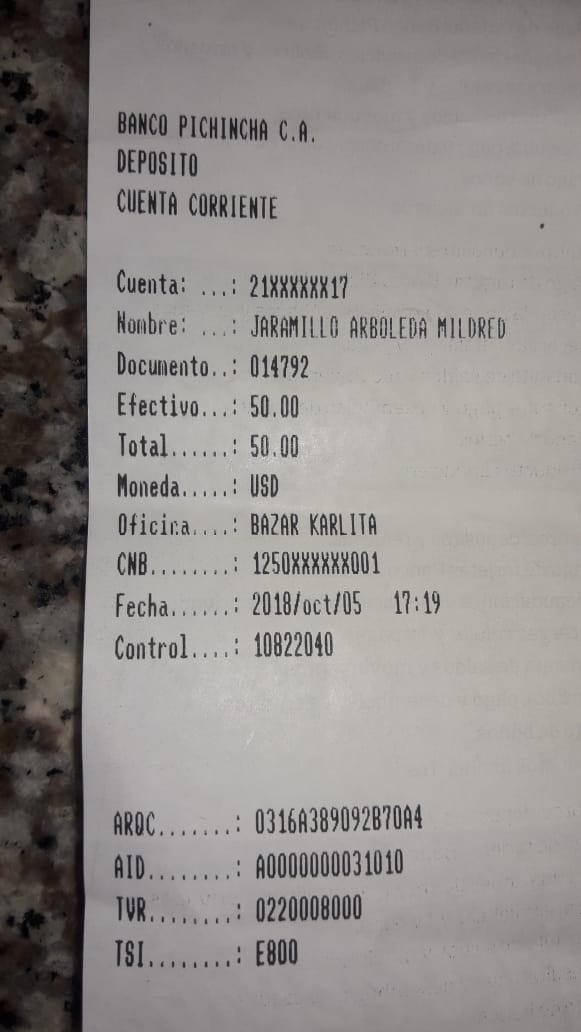 BANCO PICHINCHA C.A.
DEPOSITO
CUENTA CORRIENTE
Cuenta: ...: 21XXXXXX17
Nombre: ...: JARAMILLO ARBOLEDA MILDRED
Documento..: 014792
Efectivo...: 50.00
Total......: 50.00
Moneda.....: USD
Oficina....: BAZAR KARLITA
CNB........: 1250XXXXXX001
Fecha......: 2018/oct/05 17:19
Control....: 10822040
ARQC.......: 0316A389092B70A4
AID........: A0000000031010
TVR........: 0220008000
TSI........: E800